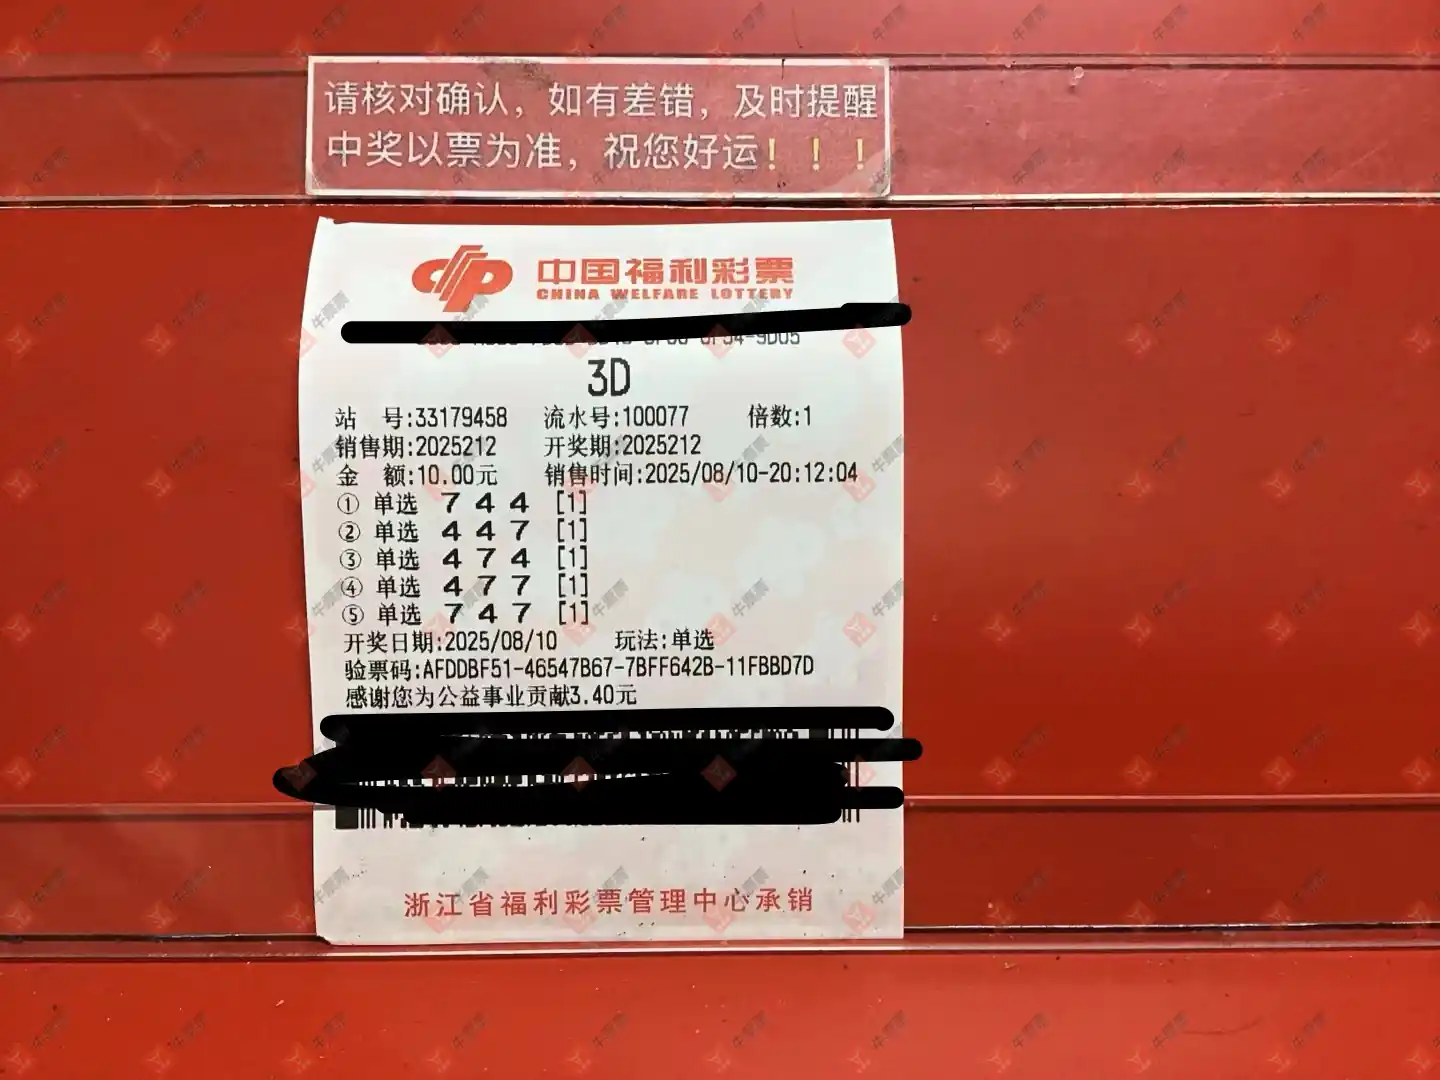 请核对确认，如有差错，及时提醒
中奖以票为准，祝您好运！！！
中国福利彩票
CHINA WELFARE LOTTERY
3D
站 号:33179458 流水号:100077 倍数:1
销售期:2025212 开奖期:2025212
金 额:10.00元 销售时间:2025/08/10-20:12:04
① 单选 7 4 4 [1]
② 单选 4 4 7 [1]
③ 单选 4 7 4 [1]
④ 单选 4 7 7 [1]
⑤ 单选 7 4 7 [1]
开奖日期:2025/08/10 玩法:单选
验票码:AFDDBF51-46547B67-7BFF642B-11FBBD7D
感谢您为公益事业贡献3.40元
浙江省福利彩票管理中心承销
牛票票